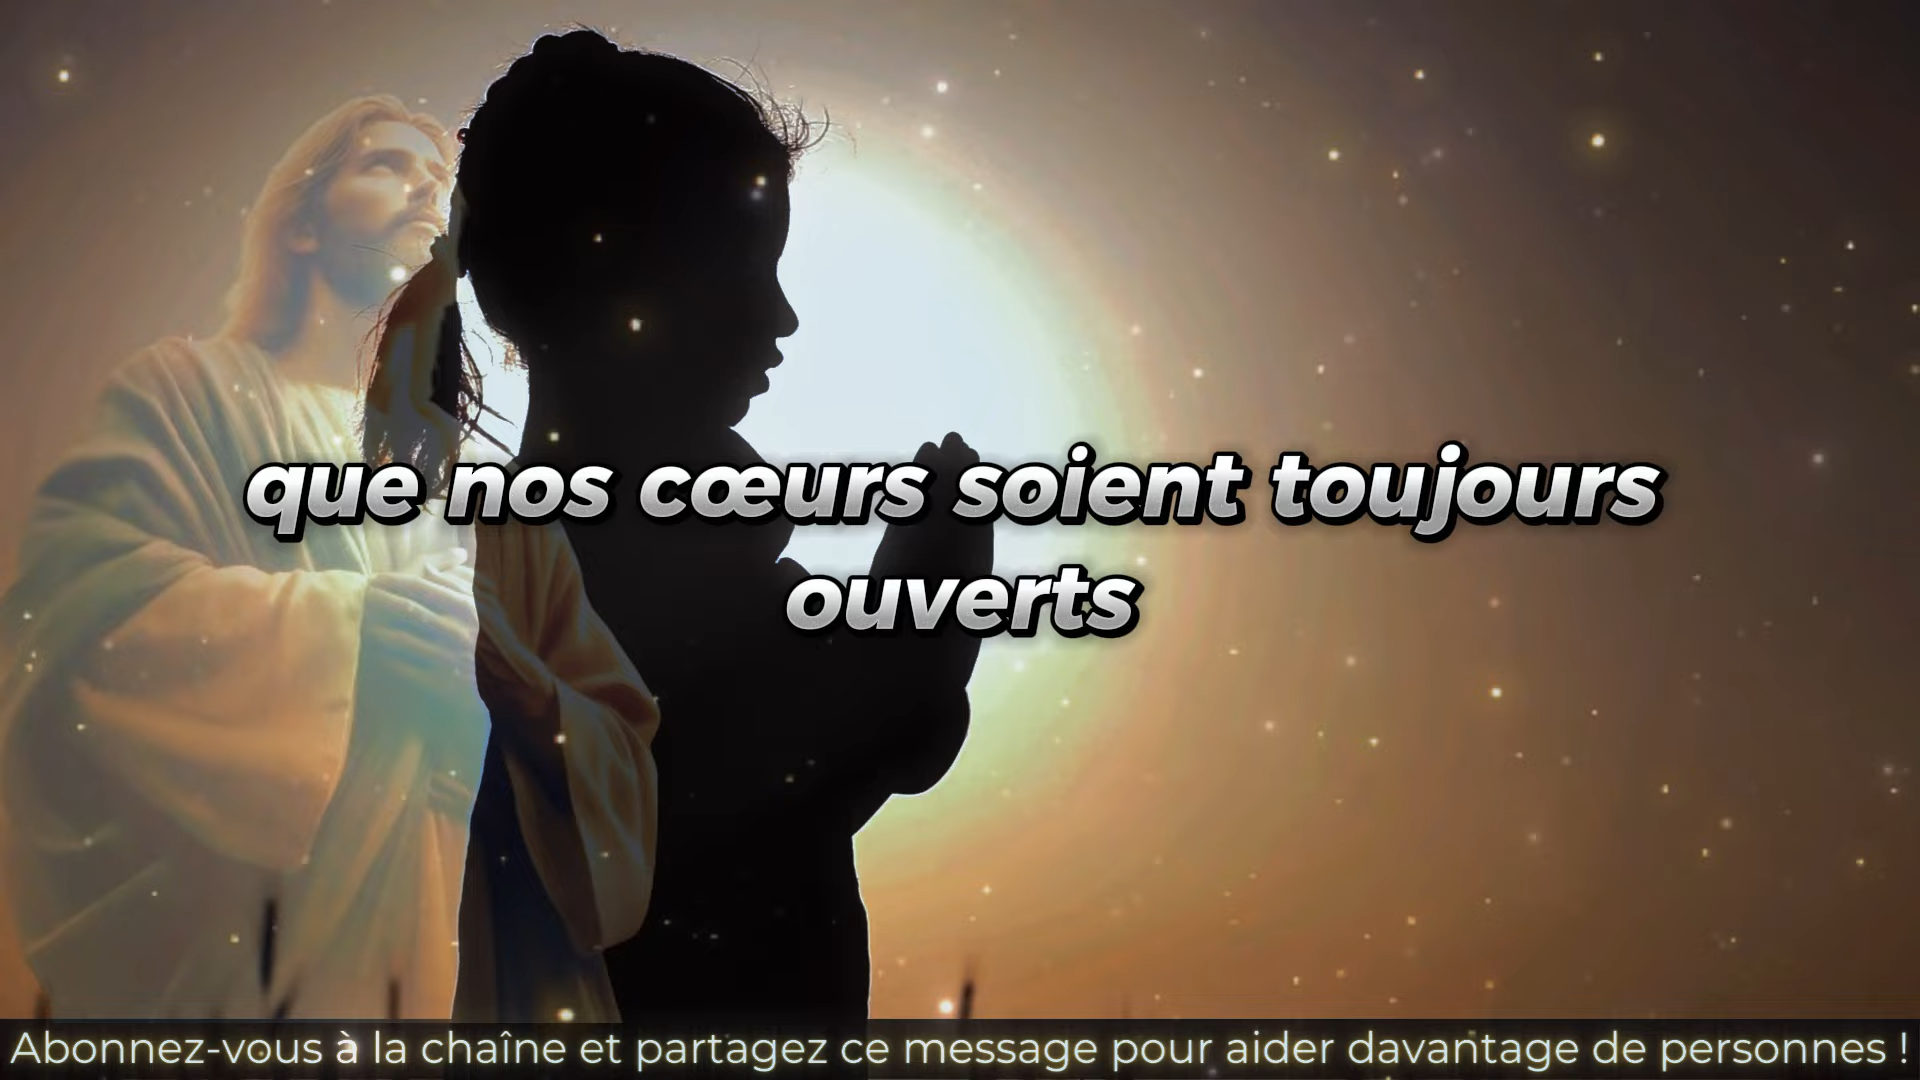 que nos cœurs soient toujours
ouverts
Abonnez-vous à la chaîne et partagez ce message pour aider davantage de personnes !